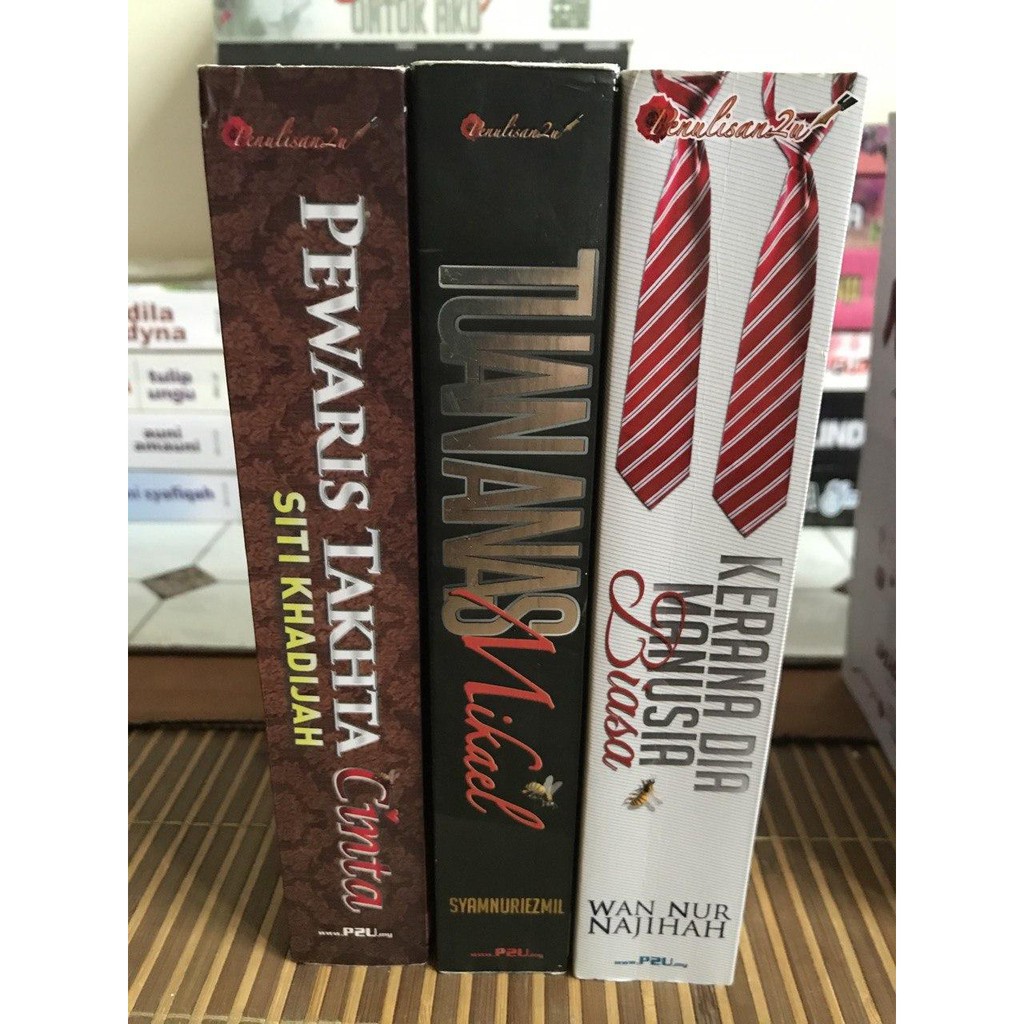 UNTUK AKU
Penulisan2u
PEWARIS TAKHTA Cinta
SITI KHADIJAH
www.P2U.my
Penulisan2u
TUAN ANAS Mikael
SYAMNURIEZMIL
www.P2U.my
Penulisan2u
KERANA DIA
MANUSIA
Biasa
WAN NUR
NAJIHAH
www.P2U.my
dila
dyna
tulip
ungu
auni
amauni
syafiqah